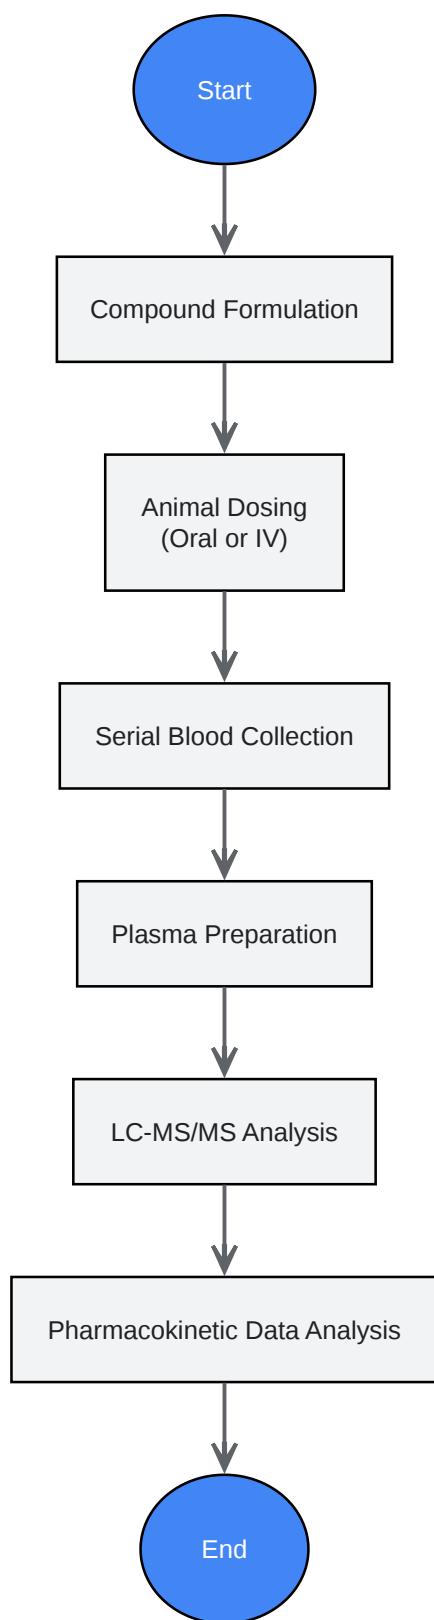 Start
Compound Formulation
Animal Dosing
(Oral or IV)
Serial Blood Collection
Plasma Preparation
LC-MS/MS Analysis
Pharmacokinetic Data Analysis
End